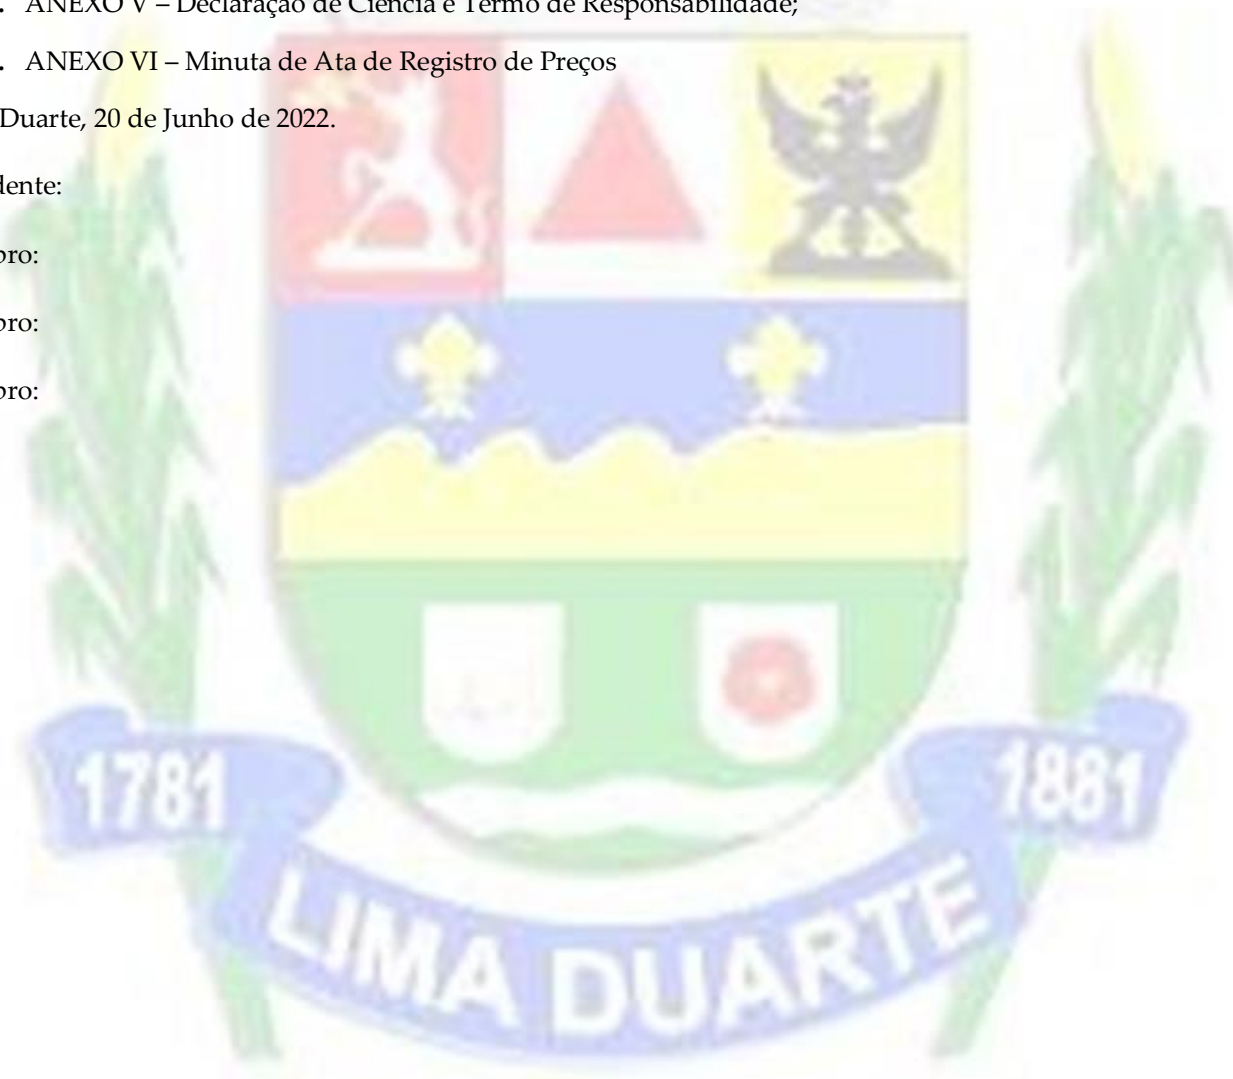 . ANEXO V – Declaração de Ciência e Termo de Responsabilidade;
. ANEXO VI – Minuta de Ata de Registro de Preços
Duarte, 20 de Junho de 2022.
dente:
bro:
bro:
bro:
1781
1881
LIMA DUARTE